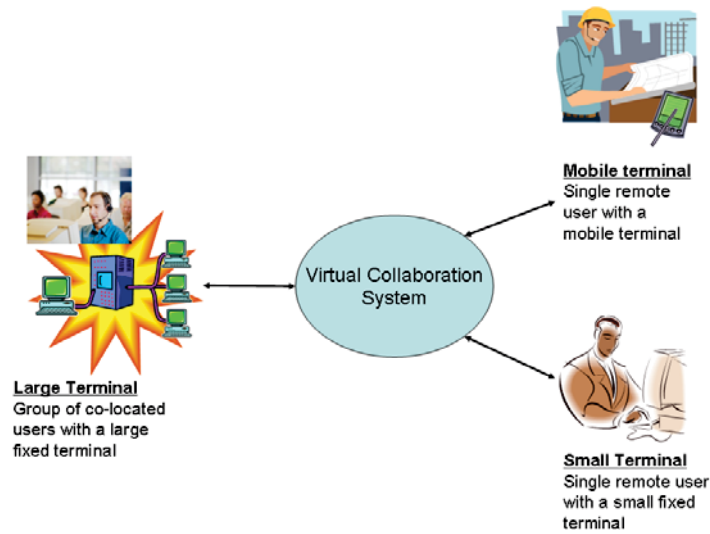 Mobile terminal
Single remote
user with a
mobile terminal
Virtual Collaboration
System
Large Terminal
Group of co-located
users with a large
fixed terminal
Small Terminal
Single remote user
with a small fixed
terminal